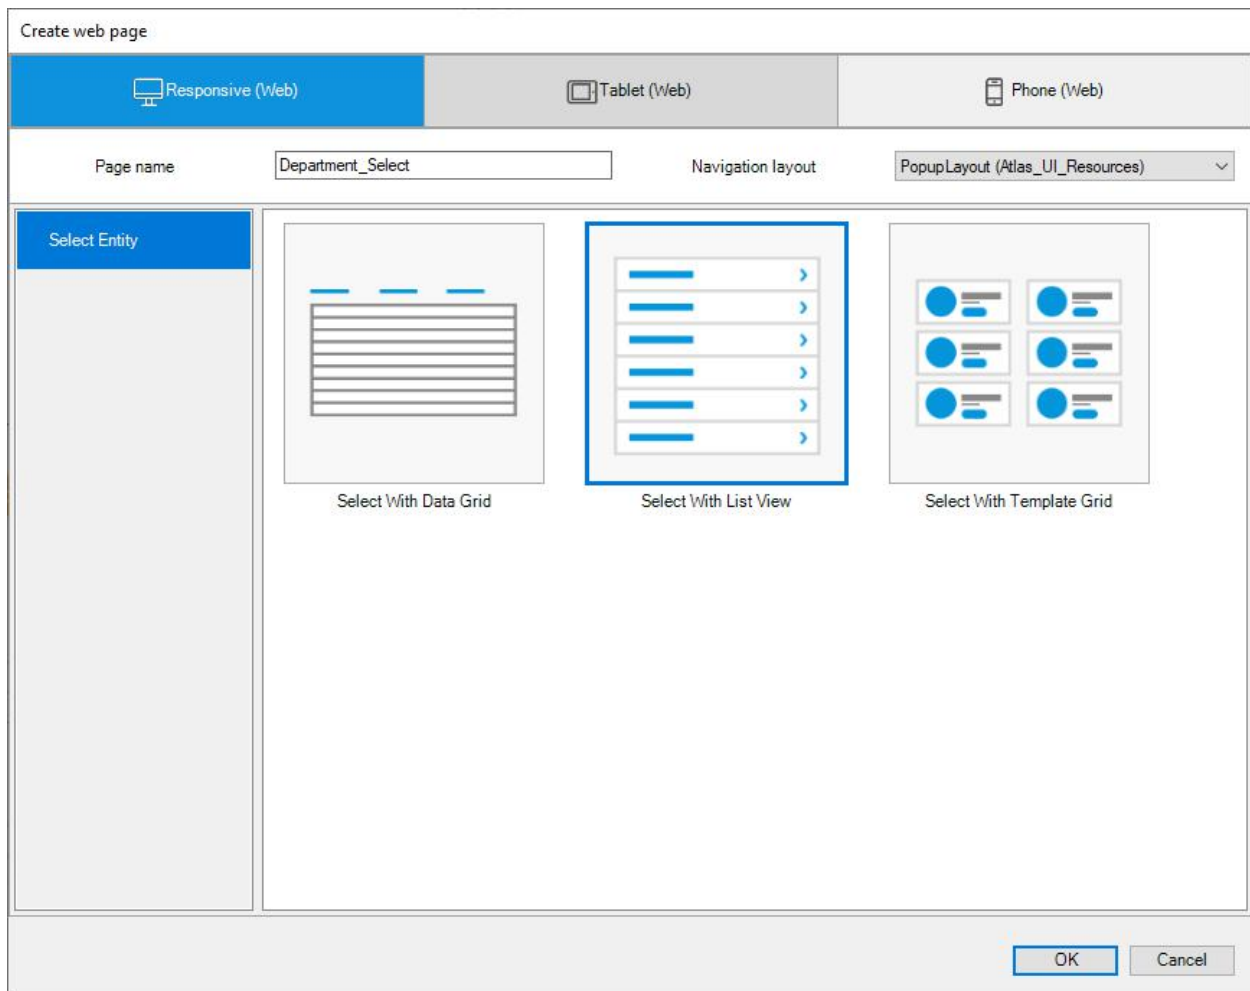 Create web page
Responsive (Web)
Tablet (Web)
Phone (Web)
Page name
Department_Select
Navigation layout
PopupLayout (Atlas_UI_Resources)
Select Entity
Select With Data Grid
Select With List View
Select With Template Grid
OK
Cancel